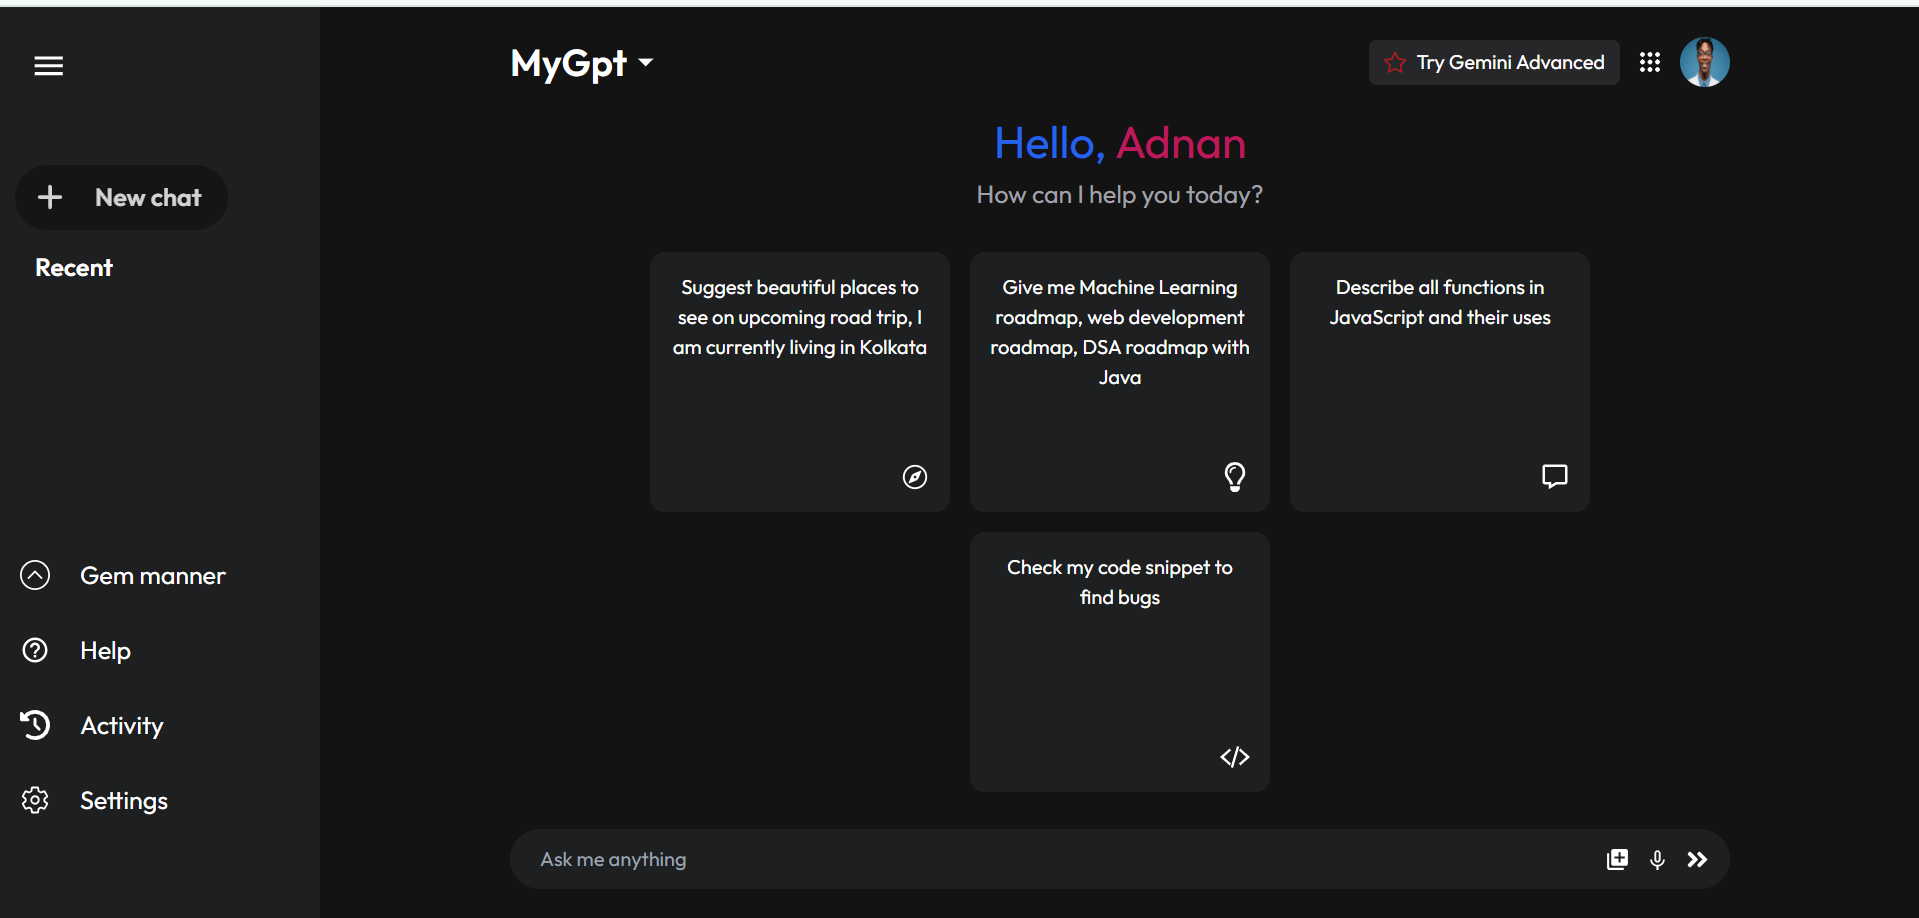 MyGpt
Try Gemini Advanced
New chat
Recent
Gem manner
Help
Activity
Settings
Hello, Adnan
How can I help you today?
Suggest beautiful places to
see on upcoming road trip, I
am currently living in Kolkata
Give me Machine Learning
roadmap, web development
roadmap, DSA roadmap with
Java
Describe all functions in
JavaScript and their uses
Check my code snippet to
find bugs
Ask me anything